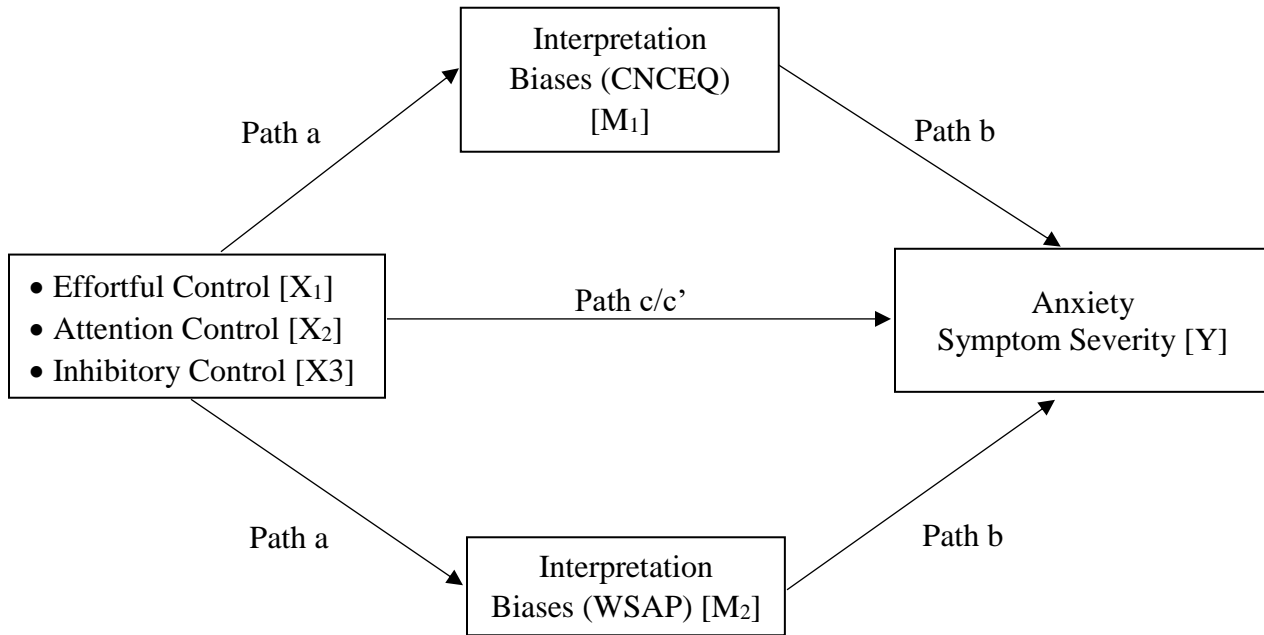 Interpretation
Biases (CNCEQ)
[M₁]
Path a
Path b
• Effortful Control [X₁]
• Attention Control [X₂]
• Inhibitory Control [X3]
Path c/c’
Anxiety
Symptom Severity [Y]
Path a
Path b
Interpretation
Biases (WSAP) [M₂]